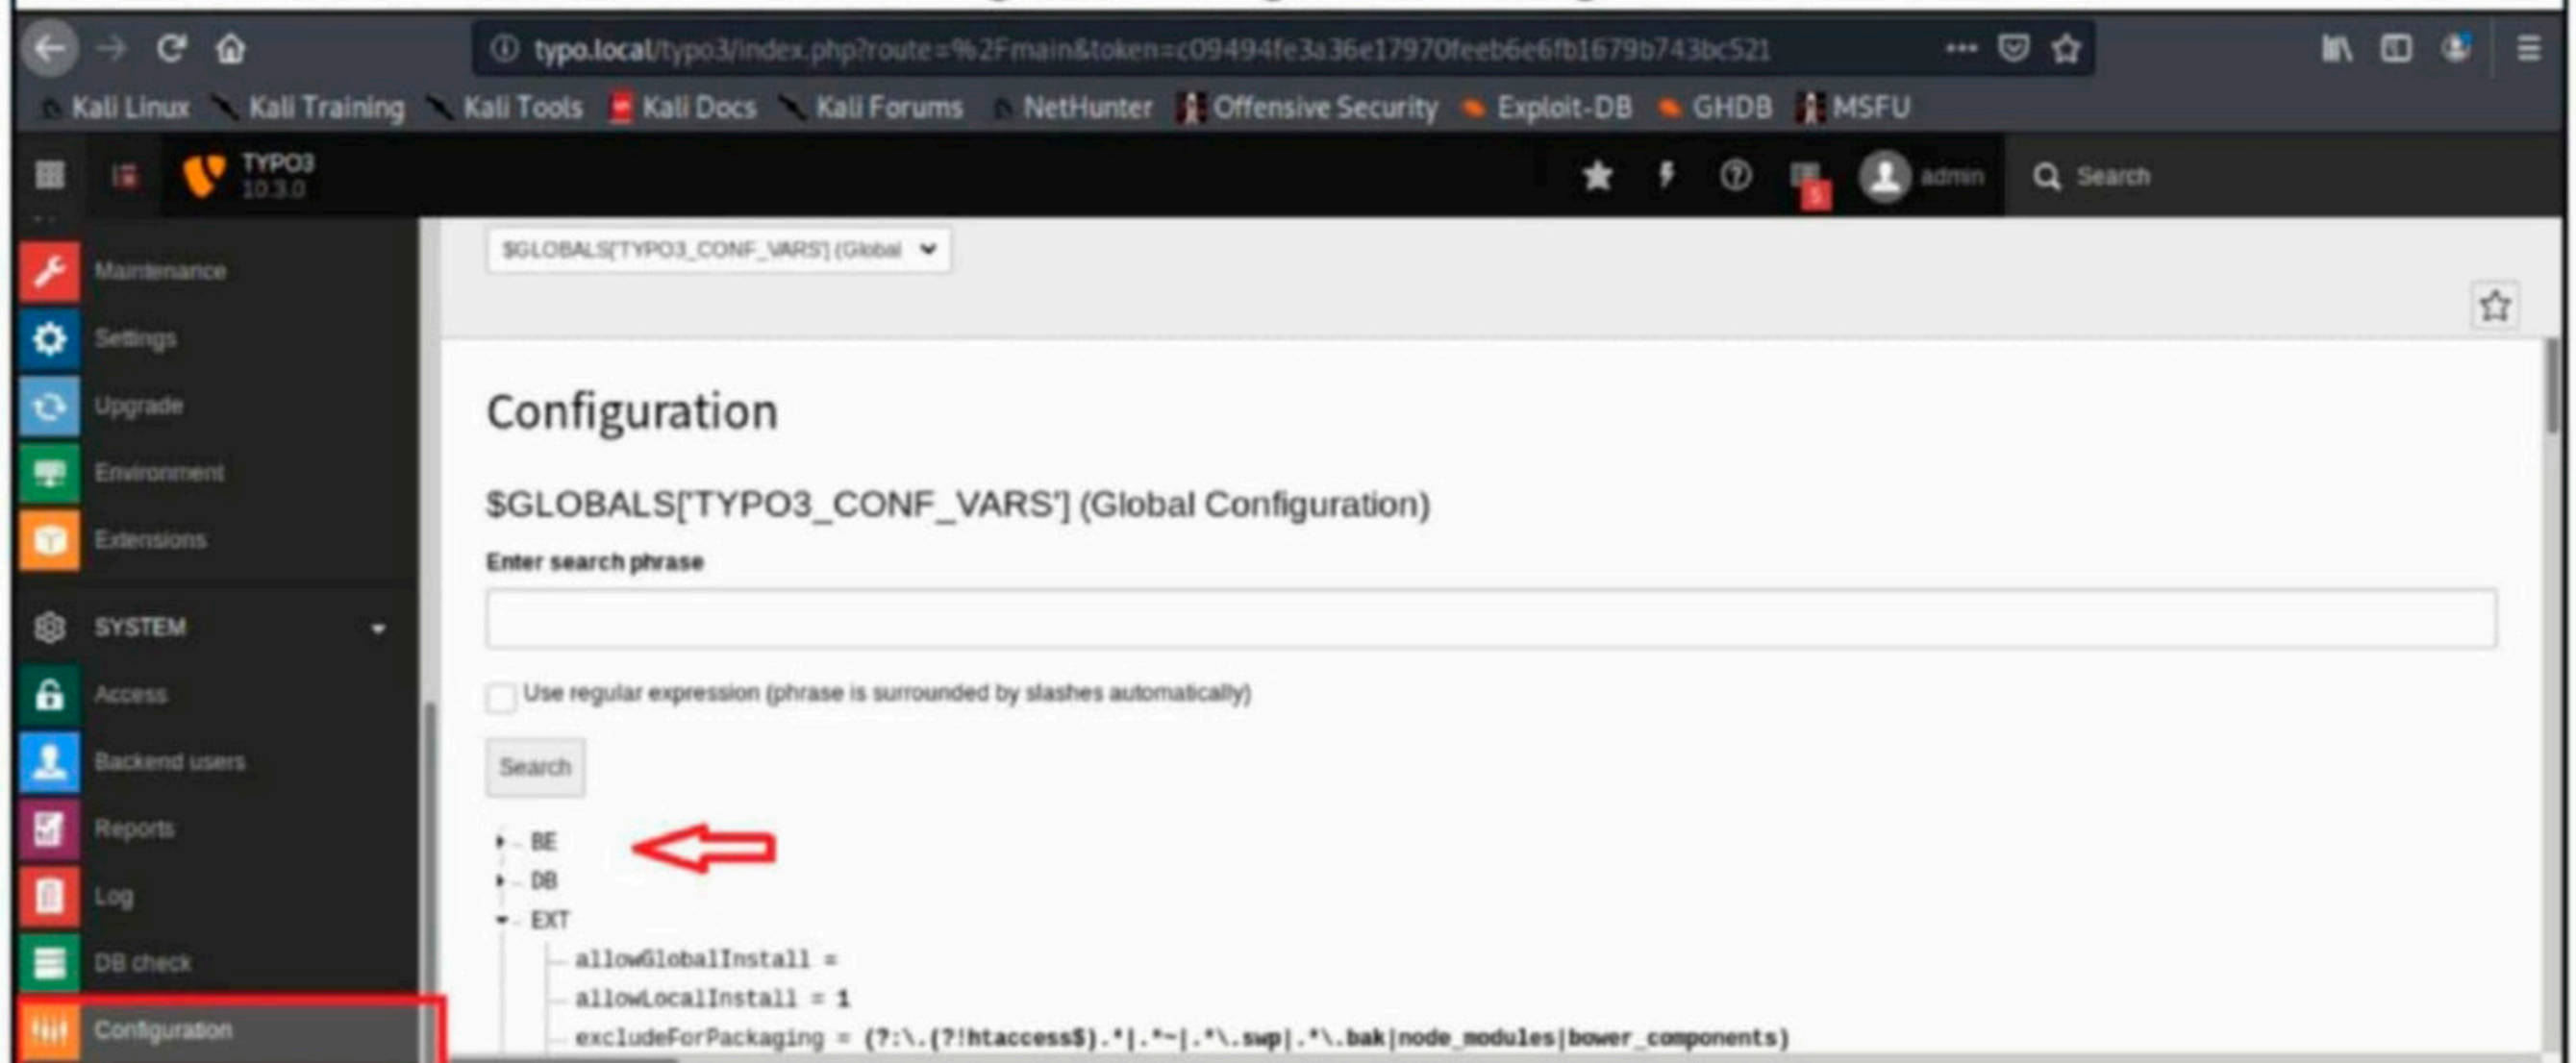 typo.local/typo3/index.php?route=%2Fmain&token=c09494fe3a36e17970feeb6e6fb1679b743bc521
Kali Linux Kali Training Kali Tools Kali Docs Kali Forums NetHunter Offensive Security Exploit-DB GHDB MSFU
TYPO3
10.3.0
5
admin
Search
$GLOBALS['TYPO3_CONF_VARS'] (Global
Maintenance
Settings
Upgrade
Environment
Extensions
SYSTEM
Access
Backend users
Reports
Log
DB check
Configuration
Configuration
$GLOBALS['TYPO3_CONF_VARS'] (Global Configuration)
Enter search phrase
Use regular expression (phrase is surrounded by slashes automatically)
Search
BE
DB
EXT
allowGlobalInstall =
allowLocalInstall = 1
excludeForPackaging = (?:\.(?!htaccess$).*|.*~|.*\.swp|.*\.bak|node_modules|bower_components)